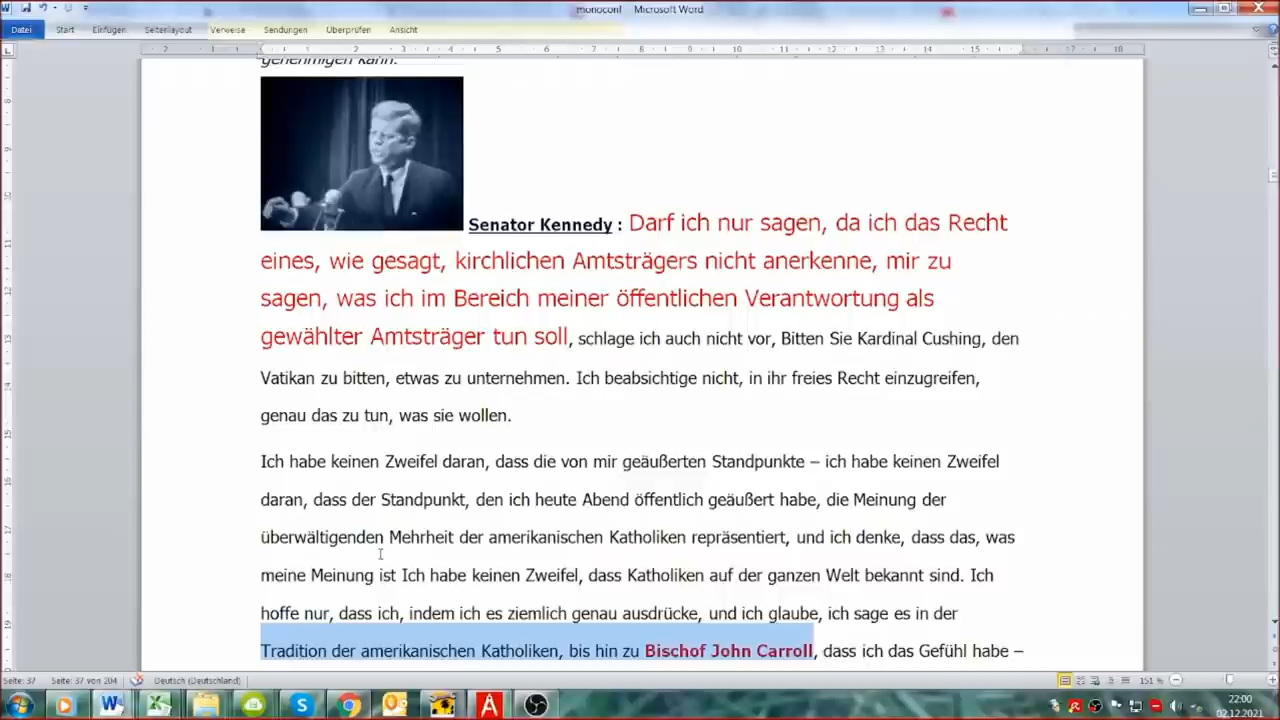 monoconf - Microsoft Word
Datei Start Einfügen Seitenlayout Verweise Sendungen Überprüfen Ansicht
genehmigen kann.
Senator Kennedy : Darf ich nur sagen, da ich das Recht
eines, wie gesagt, kirchlichen Amtsträgers nicht anerkenne, mir zu
sagen, was ich im Bereich meiner öffentlichen Verantwortung als
gewählter Amtsträger tun soll, schlage ich auch nicht vor, Bitten Sie Kardinal Cushing, den
Vatikan zu bitten, etwas zu unternehmen. Ich beabsichtige nicht, in ihr freies Recht einzugreifen,
genau das zu tun, was sie wollen.
Ich habe keinen Zweifel daran, dass die von mir geäußerten Standpunkte – ich habe keinen Zweifel
daran, dass der Standpunkt, den ich heute Abend öffentlich geäußert habe, die Meinung der
überwältigenden Mehrheit der amerikanischen Katholiken repräsentiert, und ich denke, dass das, was
meine Meinung ist Ich habe keinen Zweifel, dass Katholiken auf der ganzen Welt bekannt sind. Ich
hoffe nur, dass ich, indem ich es ziemlich genau ausdrücke, und ich glaube, ich sage es in der
Tradition der amerikanischen Katholiken, bis hin zu Bischof John Carroll, dass ich das Gefühl habe –
Seite: 37 Seite: 37 von 204 Deutsch (Deutschland) 151 %
22:00
02.12.2021